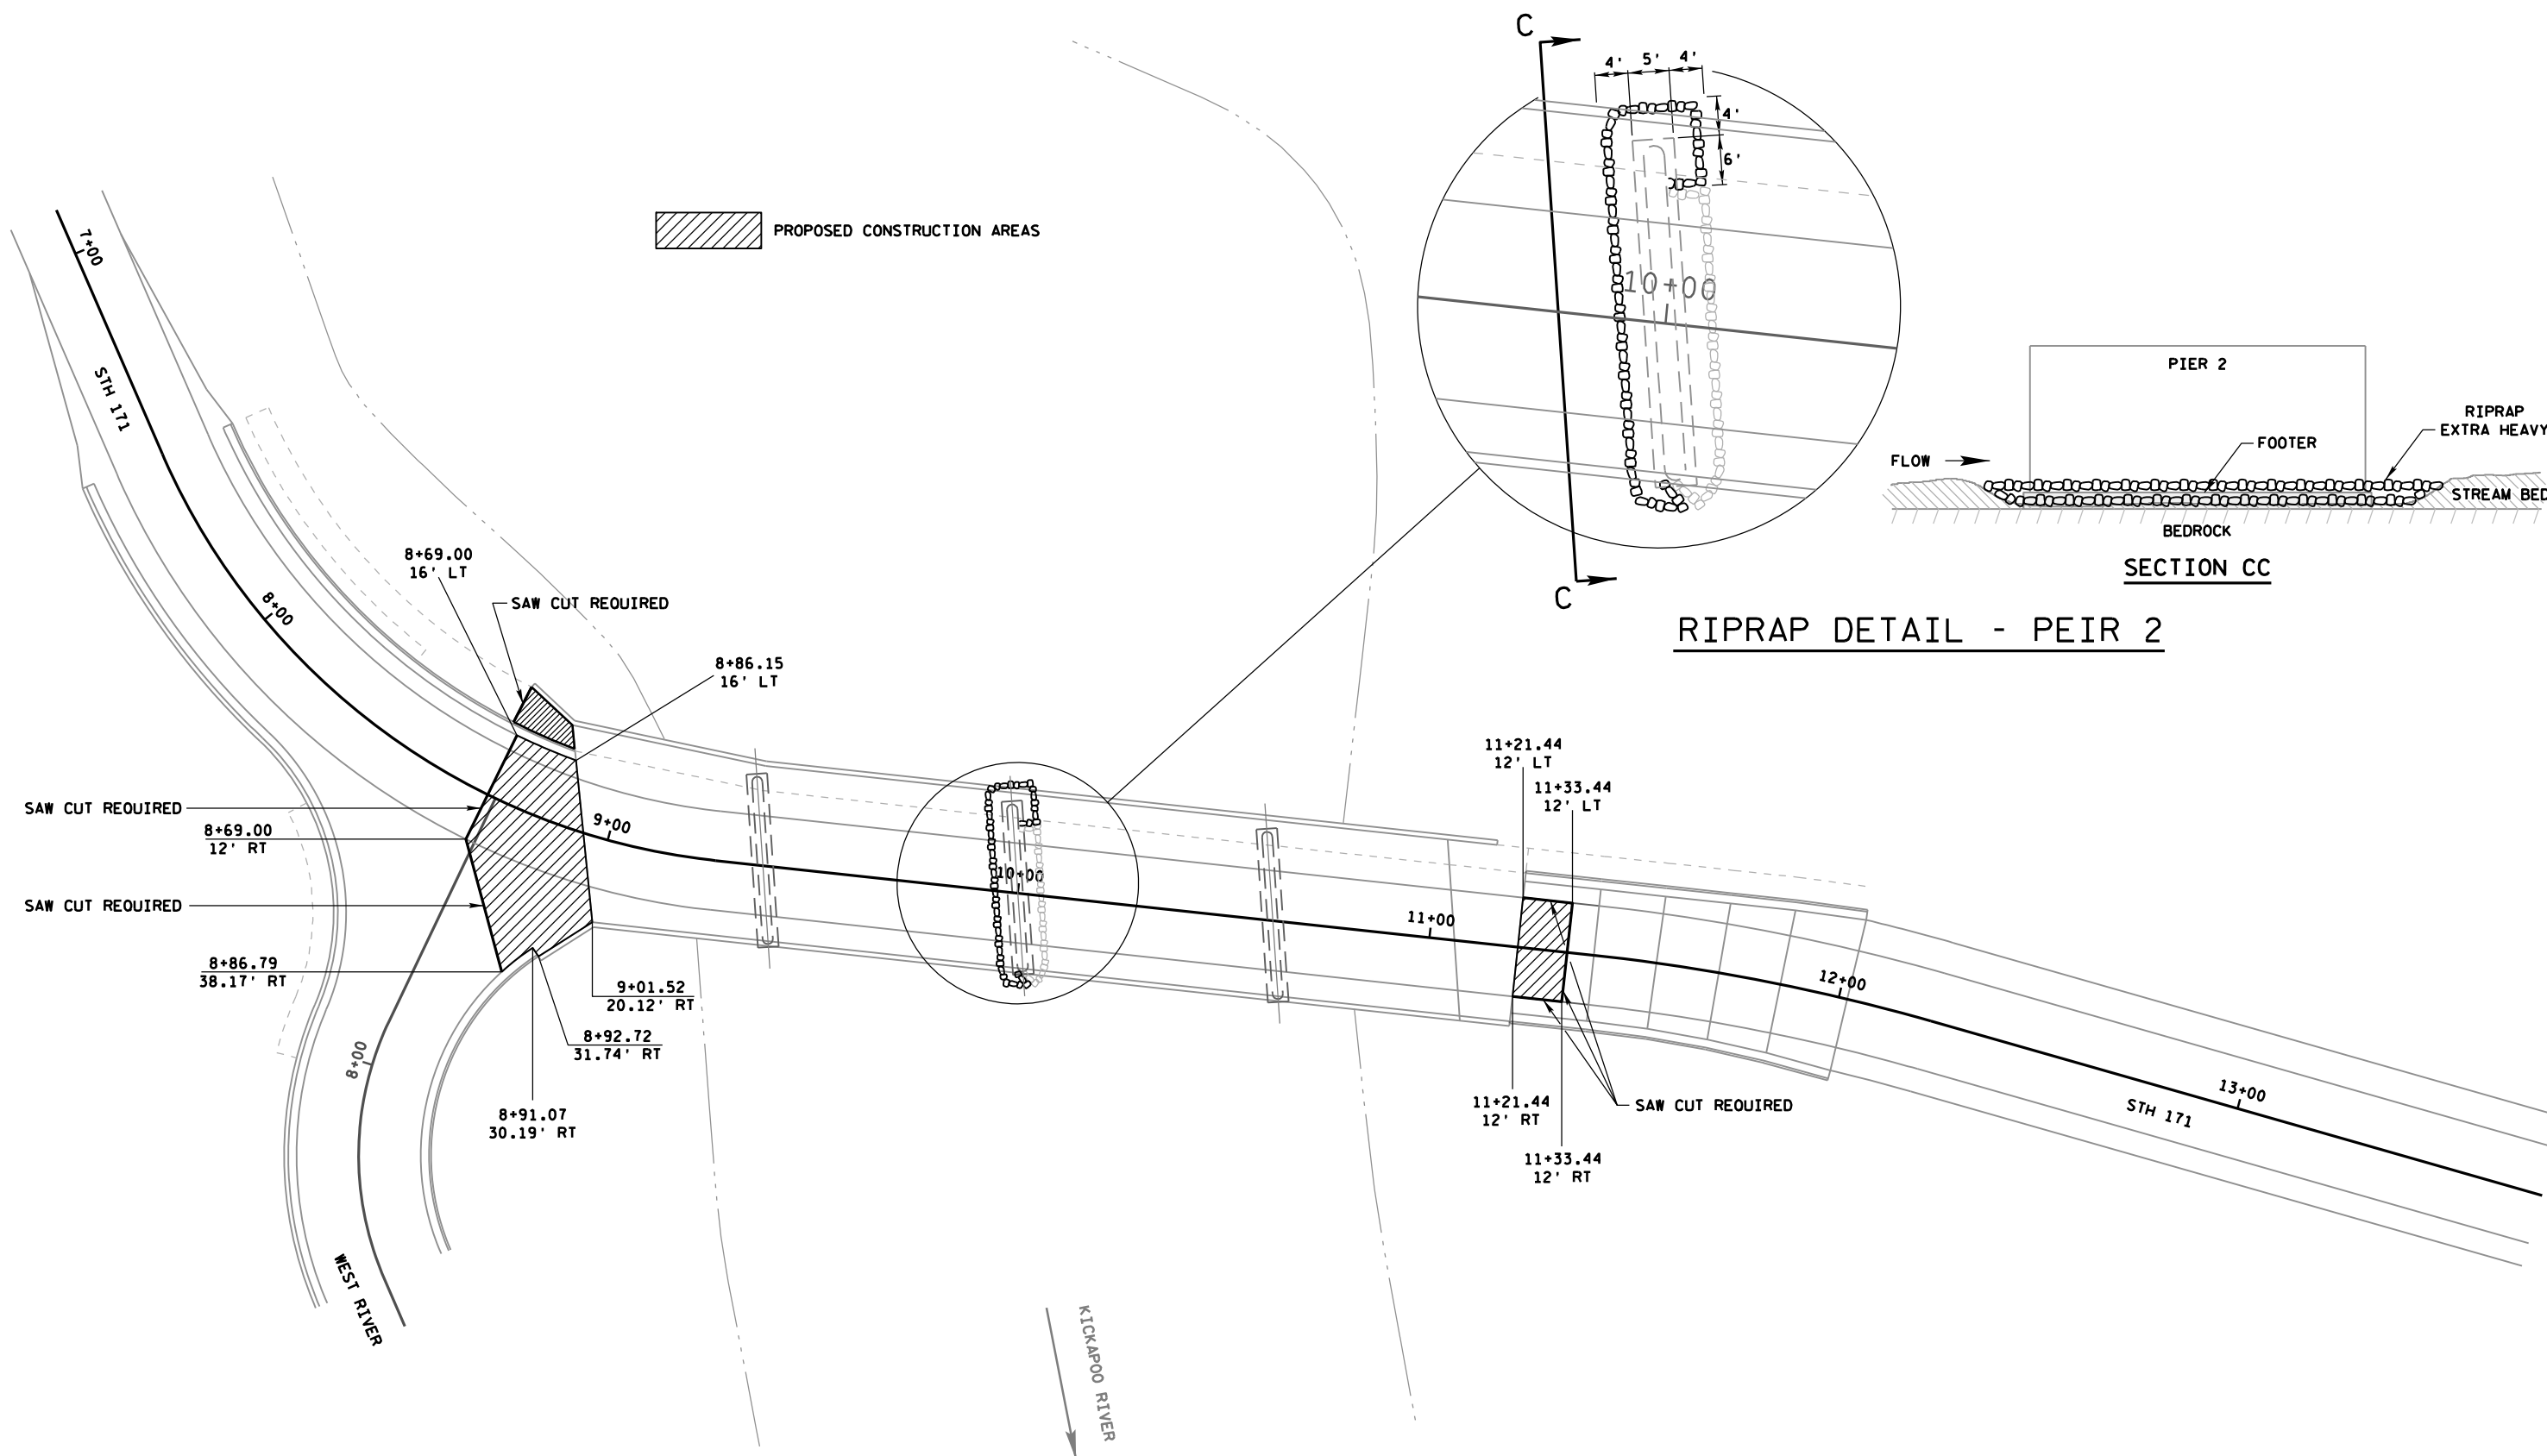 C
4' 5' 4'
4'
6'
10+00
C
PIER 2
RIPRAP
EXTRA HEAVY
FOOTER
FLOW
STREAM BED
BEDROCK
SECTION CC
RIPRAP DETAIL - PEIR 2
PROPOSED CONSTRUCTION AREAS
7+00
STH 171
8+00
8+69.00
16' LT
SAW CUT REQUIRED
8+86.15
16' LT
SAW CUT REQUIRED
8+69.00
12' RT
SAW CUT REQUIRED
8+86.79
38.17' RT
9+00
9+01.52
20.12' RT
8+92.72
31.74' RT
8+91.07
30.19' RT
8+00
WEST RIVER
10+00
KICKAPOO RIVER
11+00
11+21.44
12' LT
11+33.44
12' LT
11+21.44
12' RT
11+33.44
12' RT
SAW CUT REQUIRED
12+00
STH 171
13+00